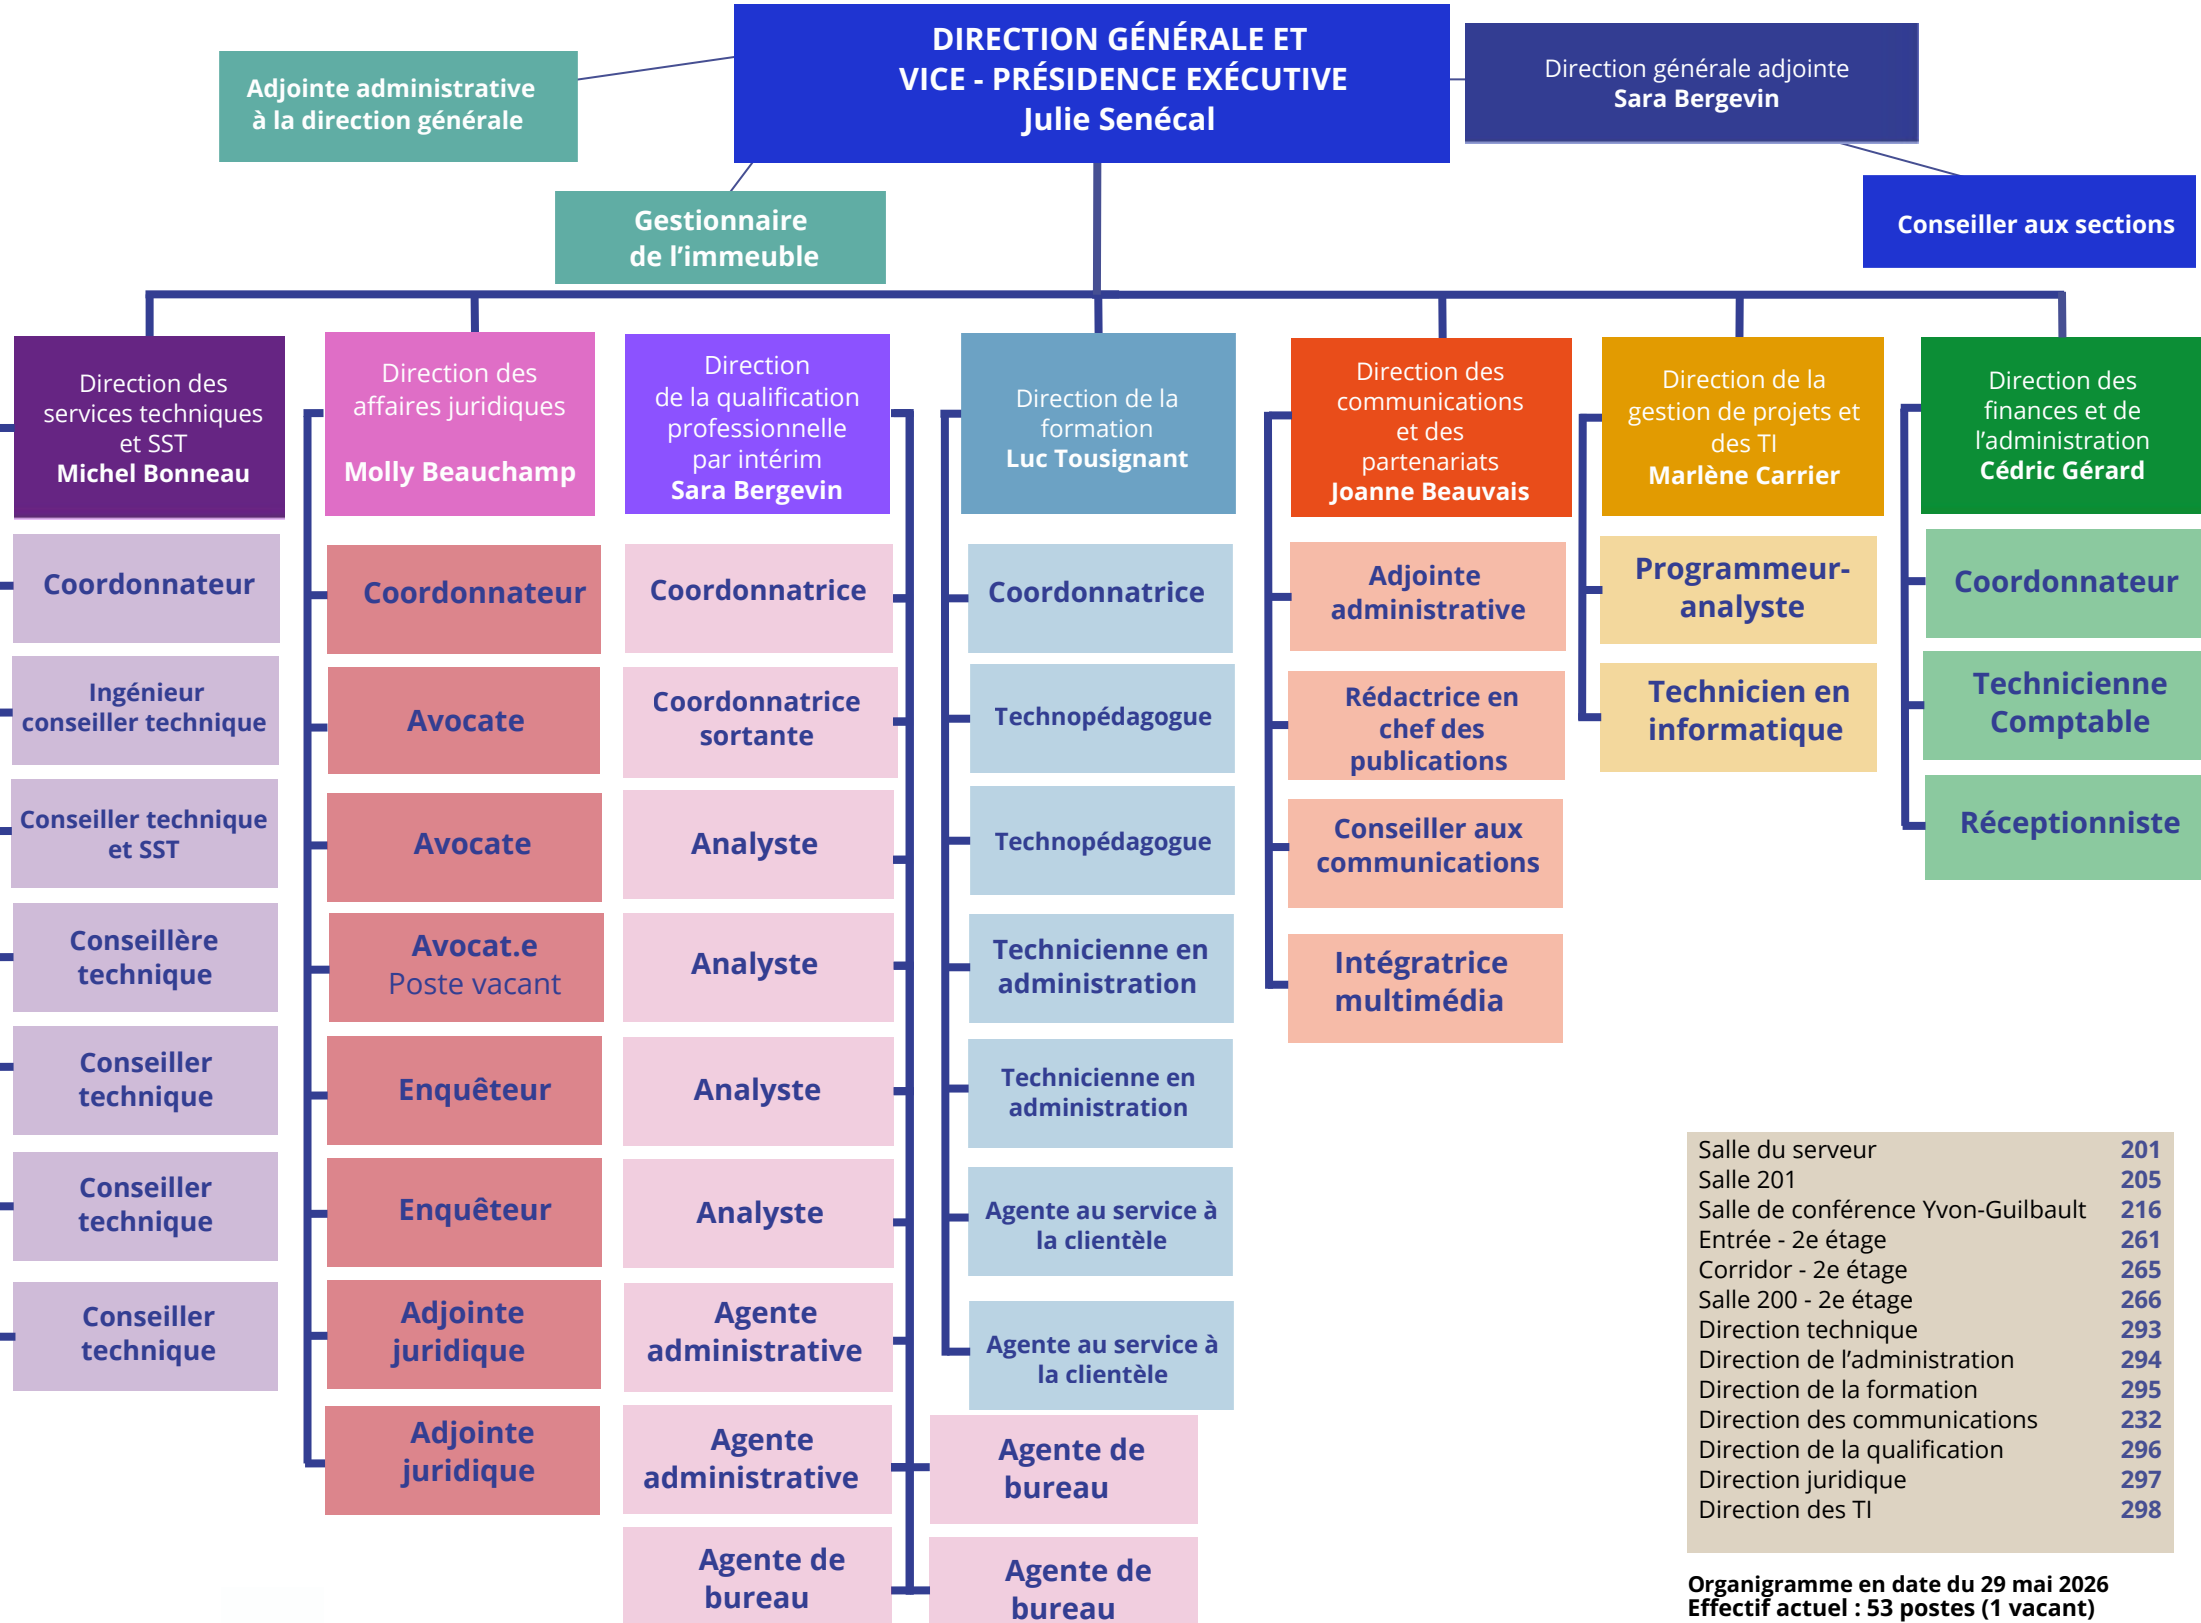 DIRECTION GÉNÉRALE ET
VICE - PRÉSIDENCE EXÉCUTIVE
Julie Senécal
Adjointe administrative
à la direction générale
Direction générale adjointe
Sara Bergevin
Gestionnaire
de l’immeuble
Conseiller aux sections
Direction des
services techniques
et SST
Michel Bonneau
Coordonnateur
Ingénieur
conseiller technique
Conseiller technique
et SST
Conseillère
technique
Conseiller
technique
Conseiller
technique
Conseiller
technique
Direction des
affaires juridiques
Molly Beauchamp
Coordonnateur
Avocate
Avocate
Avocat.e
Poste vacant
Enquêteur
Enquêteur
Adjointe
juridique
Adjointe
juridique
Direction
de la qualification
professionnelle
par intérim
Sara Bergevin
Coordonnatrice
Coordonnatrice
sortante
Analyste
Analyste
Analyste
Analyste
Agente
administrative
Agente
administrative
Agente de
bureau
Agente de
bureau
Agente de
bureau
Direction de la
formation
Luc Tousignant
Coordonnatrice
Technopédagogue
Technopédagogue
Technicienne en
administration
Technicienne en
administration
Agente au service à
la clientèle
Agente au service à
la clientèle
Direction des
communications
et des
partenariats
Joanne Beauvais
Adjointe
administrative
Rédactrice en
chef des
publications
Conseiller aux
communications
Intégratrice
multimédia
Direction de la
gestion de projets et
des TI
Marlène Carrier
Programmeur-
analyste
Technicien en
informatique
Direction des
finances et de
l’administration
Cédric Gérard
Coordonnateur
Technicienne
Comptable
Réceptionniste
Salle du serveur 201
Salle 201 205
Salle de conférence Yvon-Guilbault 216
Entrée - 2e étage 261
Corridor - 2e étage 265
Salle 200 - 2e étage 266
Direction technique 293
Direction de l’administration 294
Direction de la formation 295
Direction des communications 232
Direction de la qualification 296
Direction juridique 297
Direction des TI 298
Organigramme en date du 29 mai 2026
Effectif actuel : 53 postes (1 vacant)